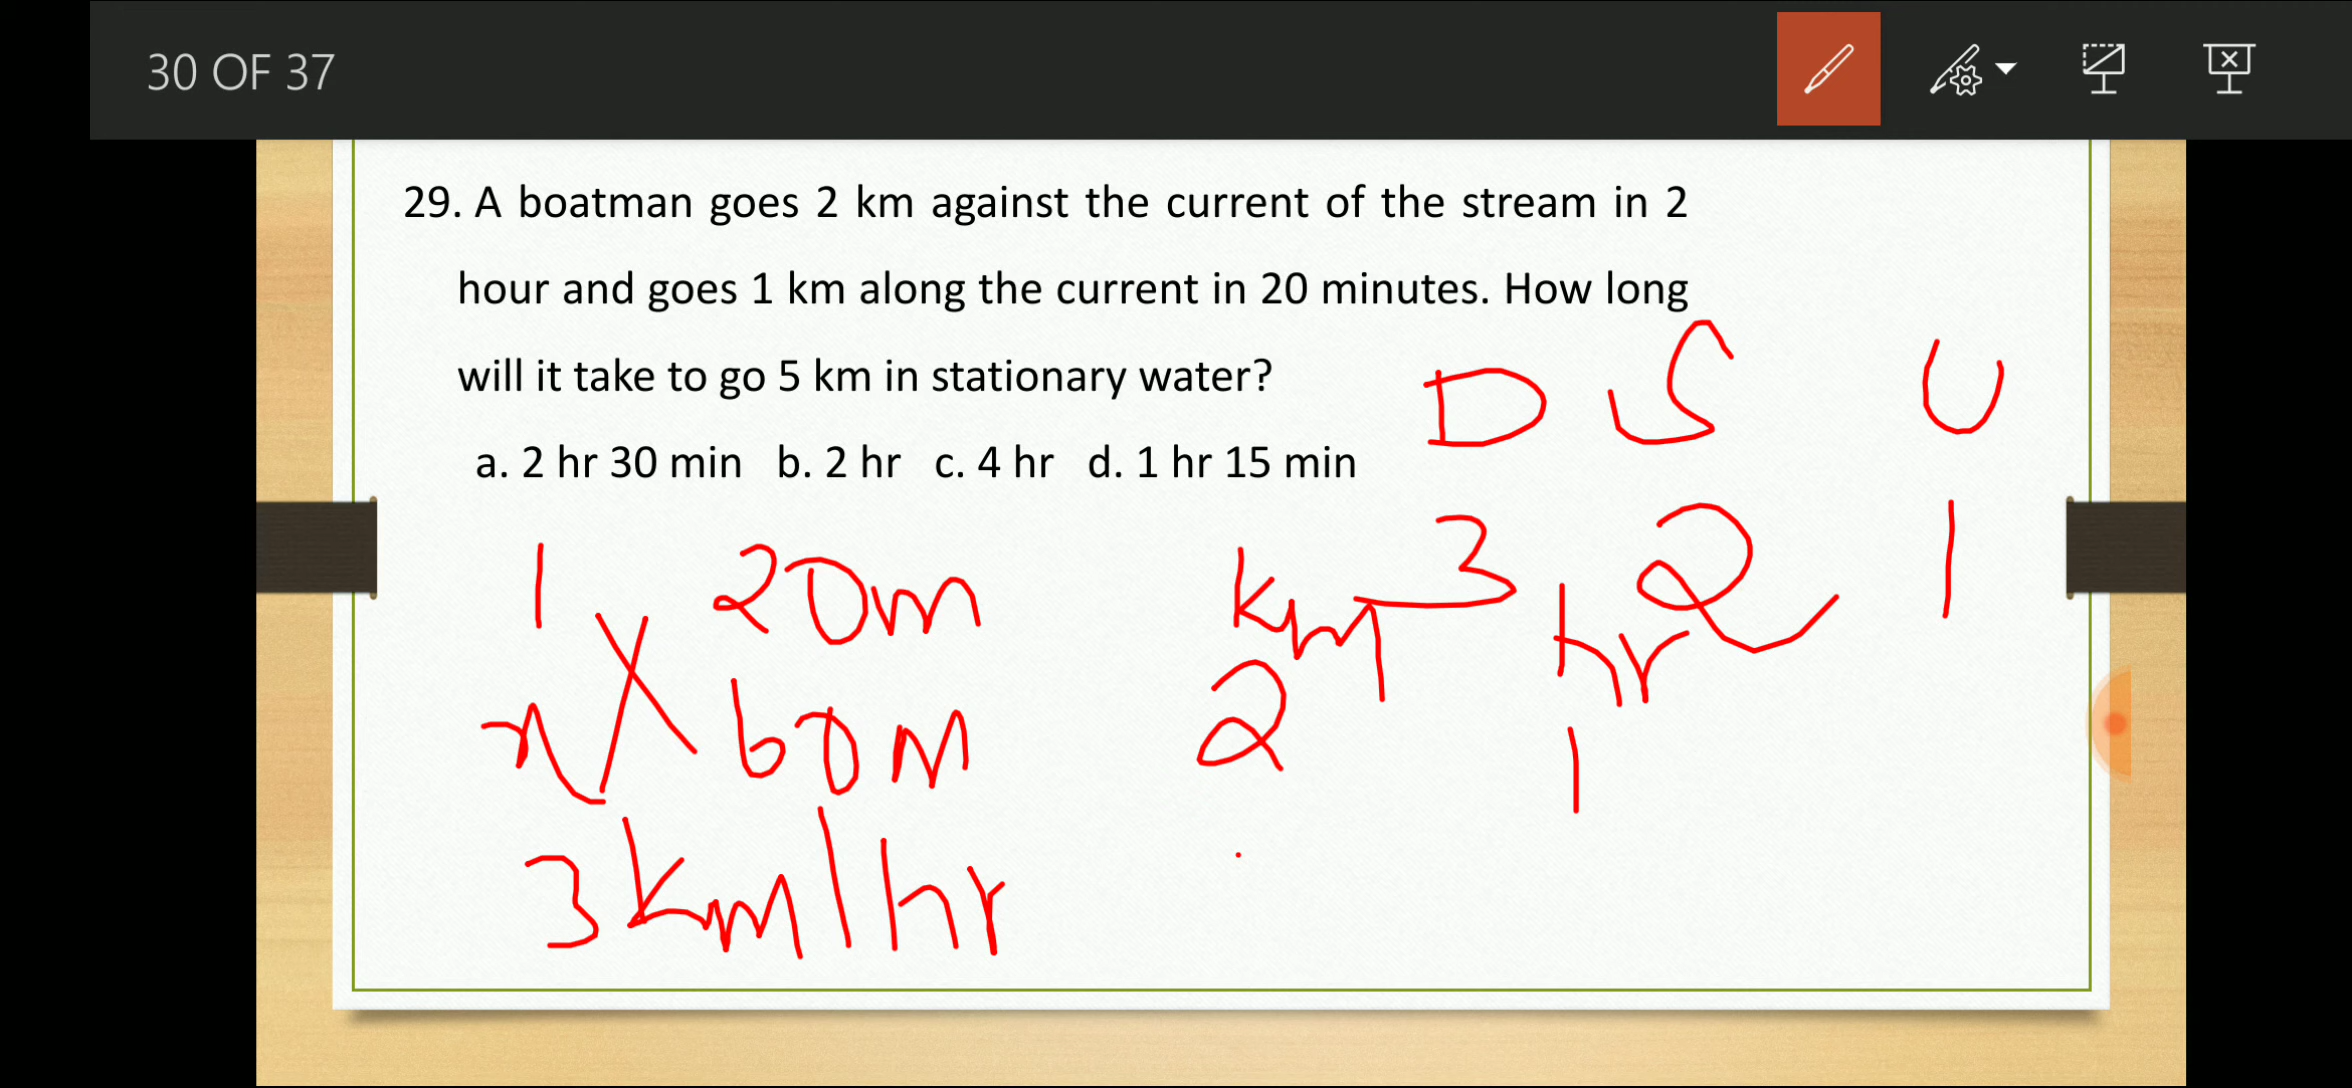 30 OF 37
29. A boatman goes 2 km against the current of the stream in 2
hour and goes 1 km along the current in 20 minutes. How long
will it take to go 5 km in stationary water?
D S U
a. 2 hr 30 min b. 2 hr c. 4 hr d. 1 hr 15 min
3 2 1
1 20m km hr
x 60m 2 1
3km/hr